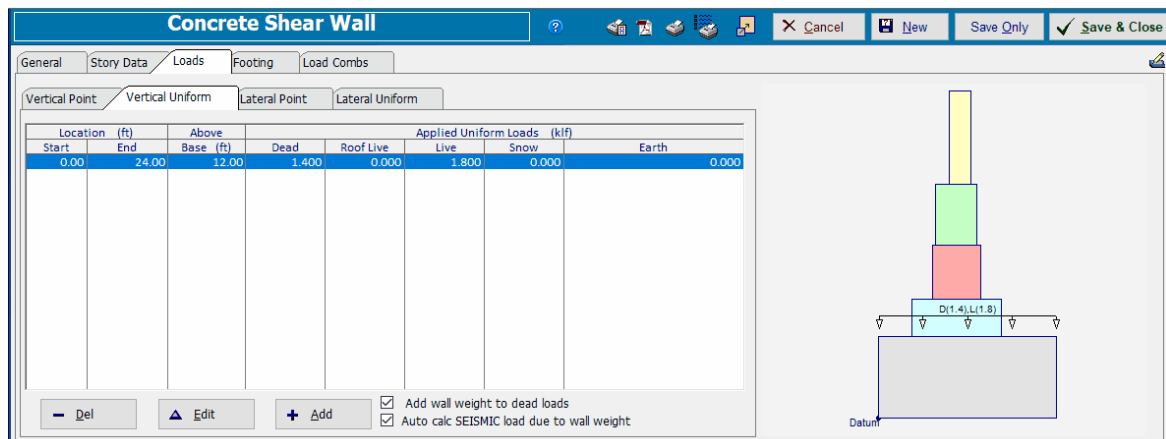 Concrete Shear Wall
?
Cancel
New
Save Only
Save & Close
General
Story Data
Loads
Footing
Load Combs
Vertical Point
Vertical Uniform
Lateral Point
Lateral Uniform
Location (ft) Above Applied Uniform Loads (klf)
Start End Base (ft) Dead Roof Live Live Snow Earth
0.00 24.00 12.00 1.400 0.000 1.800 0.000 0.000
D(1.4),L(1.8)
Datum
Del
Edit
Add
Add wall weight to dead loads
Auto calc SEISMIC load due to wall weight